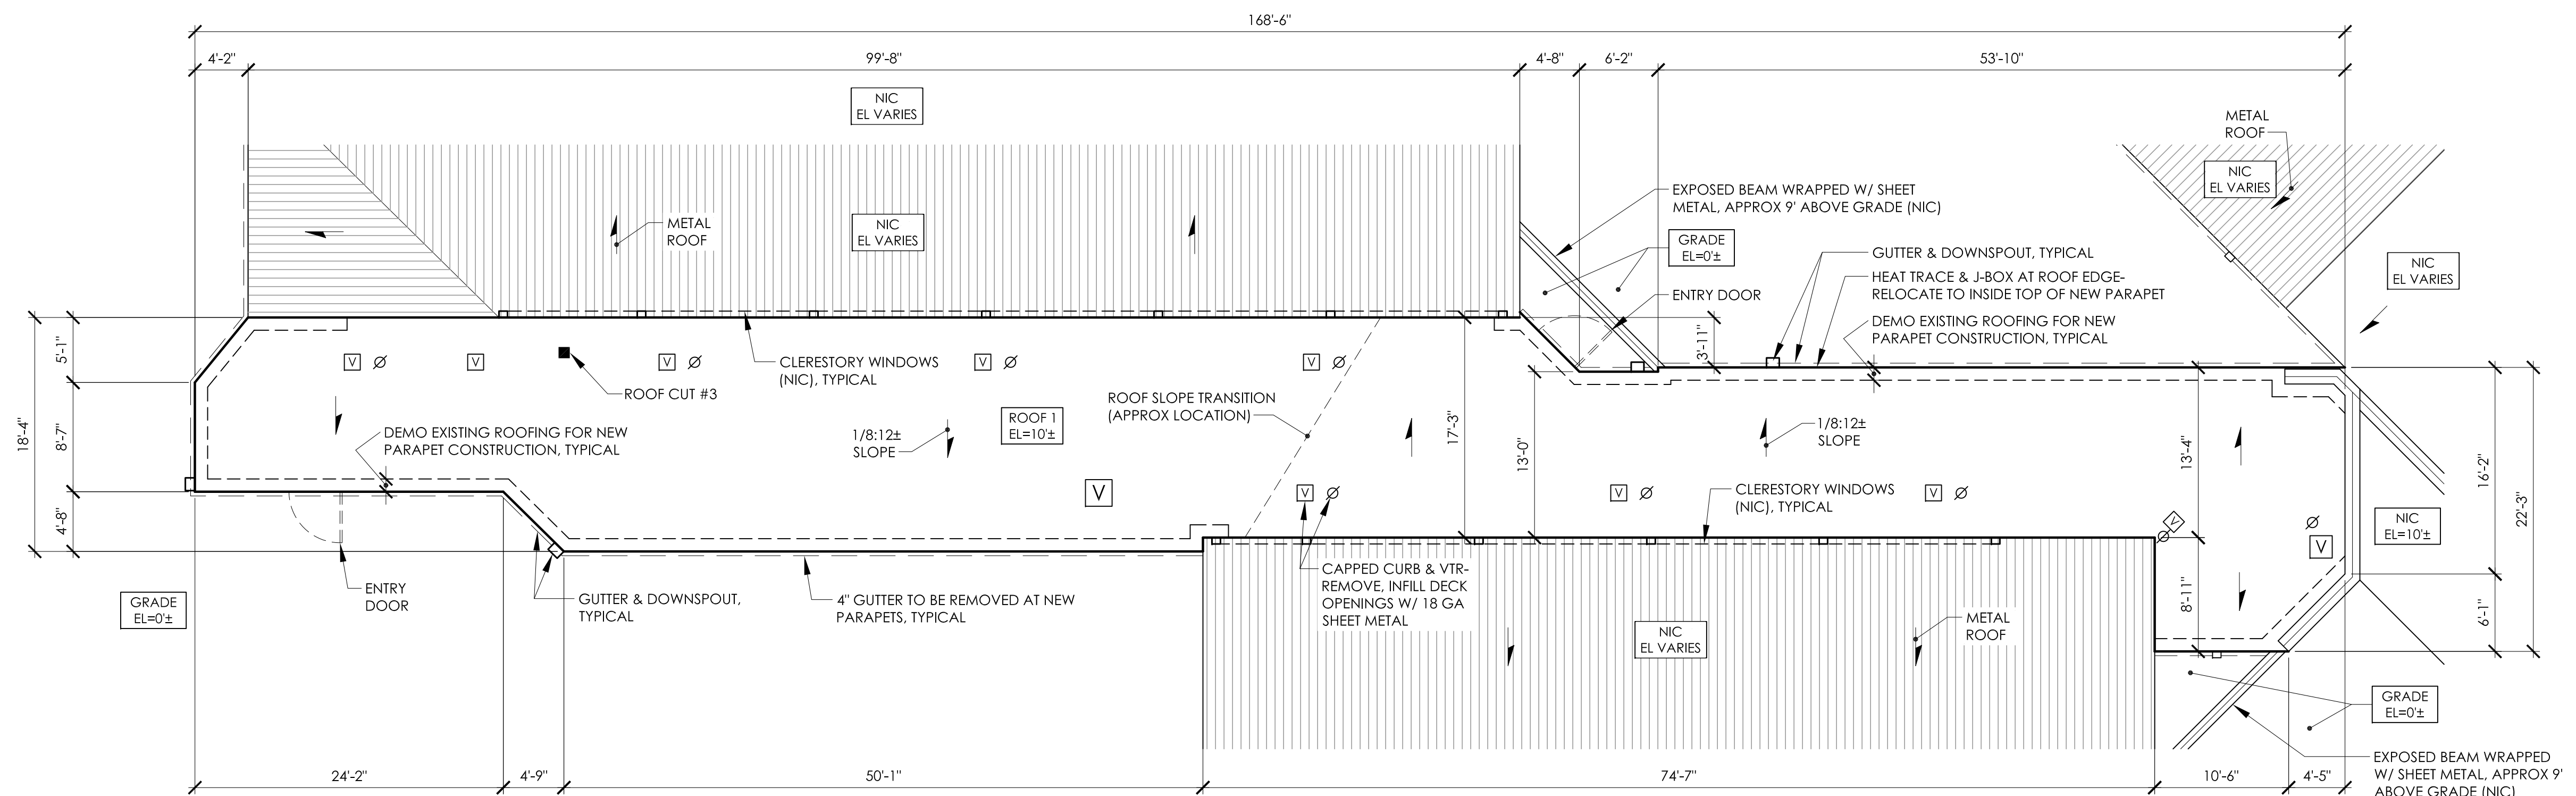 168'-6"
4'-2"
99'-8"
4'-8"
6'-2"
53'-10"
NIC
EL VARIES
METAL
ROOF
NIC
EL VARIES
EXPOSED BEAM WRAPPED W/ SHEET
METAL, APPROX 9' ABOVE GRADE (NIC)
METAL
ROOF
NIC
EL VARIES
GRADE
EL=0'±
GUTTER & DOWNSPOUT, TYPICAL
HEAT TRACE & J-BOX AT ROOF EDGE-
RELOCATE TO INSIDE TOP OF NEW PARAPET
ENTRY DOOR
DEMO EXISTING ROOFING FOR NEW
PARAPET CONSTRUCTION, TYPICAL
NIC
EL VARIES
18'-4"
5'-1"
8'-7"
4'-8"
V
V
V
V
V
CLERESTORY WINDOWS
(NIC), TYPICAL
ROOF CUT #3
3'-11"
DEMO EXISTING ROOFING FOR NEW
PARAPET CONSTRUCTION, TYPICAL
1/8:12±
SLOPE
ROOF 1
EL=10'±
ROOF SLOPE TRANSITION
(APPROX LOCATION)
17'-3"
13'-0"
1/8:12±
SLOPE
13'-4"
16'-2"
22'-3"
V
V
V
V
CLERESTORY WINDOWS
(NIC), TYPICAL
V
V
NIC
EL=10'±
GRADE
EL=0'±
ENTRY
DOOR
GUTTER & DOWNSPOUT,
TYPICAL
4" GUTTER TO BE REMOVED AT NEW
PARAPETS, TYPICAL
CAPPED CURB & VTR-
REMOVE, INFILL DECK
OPENINGS W/ 18 GA
SHEET METAL
NIC
EL VARIES
METAL
ROOF
8'-11"
6'-1"
GRADE
EL=0'±
EXPOSED BEAM WRAPPED
W/ SHEET METAL, APPROX 9'
ABOVE GRADE (NIC)
24'-2"
4'-9"
50'-1"
74'-7"
10'-6"
4'-5"